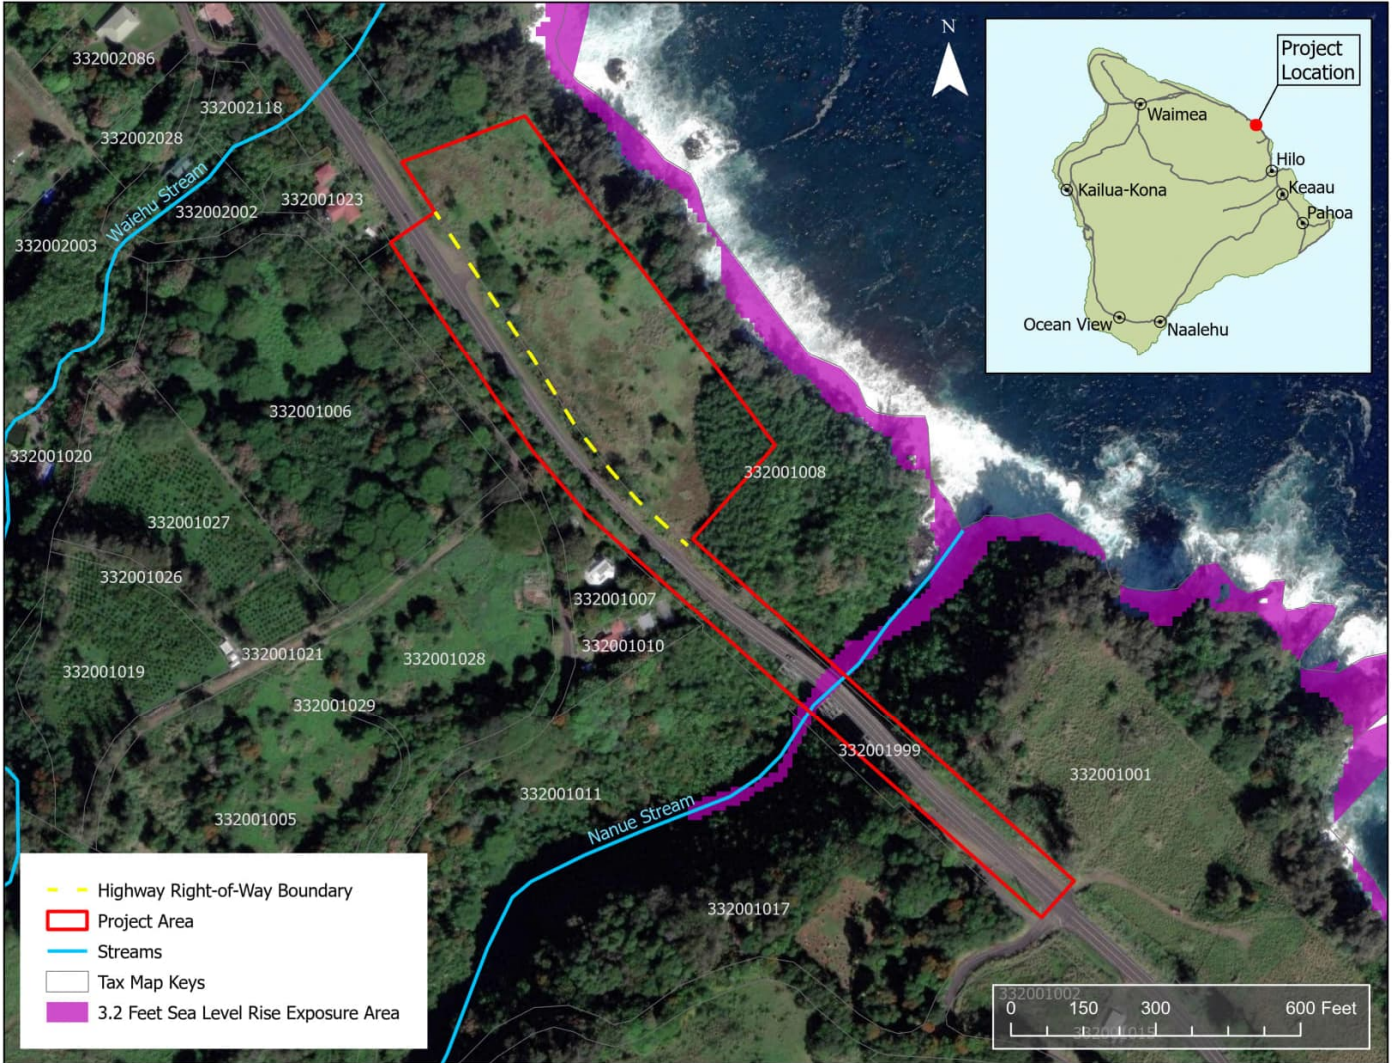 332002086
332002118
332002028
Waiehu Stream
332002002
332001023
332002003
332001006
332001020
332001027
332001026
332001019
332001021
332001028
332001029
332001005
332001007
332001010
332001008
332001011
Nanue Stream
332001999
332001001
332001017
332001002
332001015
N
Project
Location
Waimea
Hilo
Keaau
Pahoa
Kailua-Kona
Ocean View
Naalehu
Highway Right-of-Way Boundary
Project Area
Streams
Tax Map Keys
3.2 Feet Sea Level Rise Exposure Area
0 150 300 600 Feet